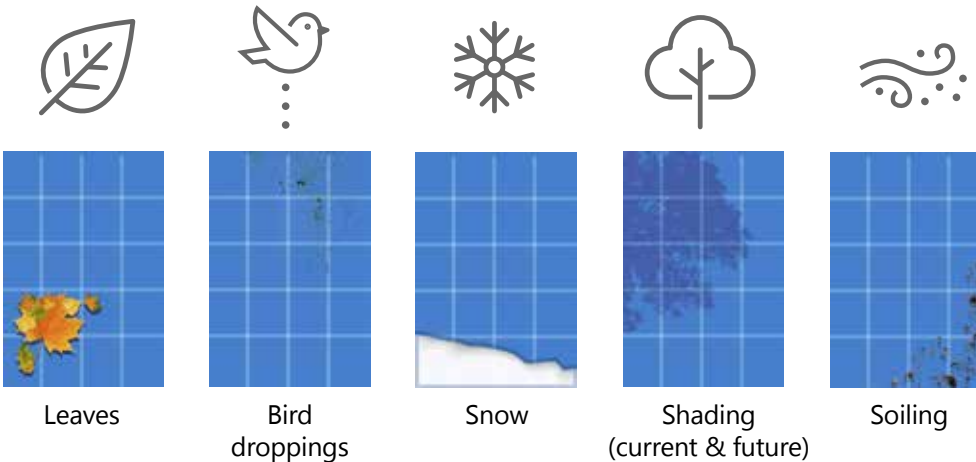 Leaves
Bird
droppings
Snow
Shading
(current & future)
Soiling